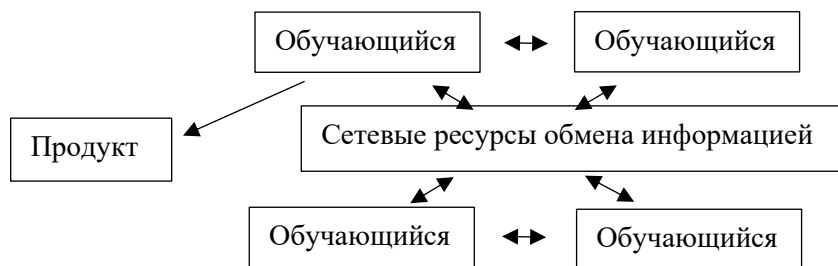 Обучающийся
Обучающийся
Сетевые ресурсы обмена информацией
Продукт
Обучающийся
Обучающийся